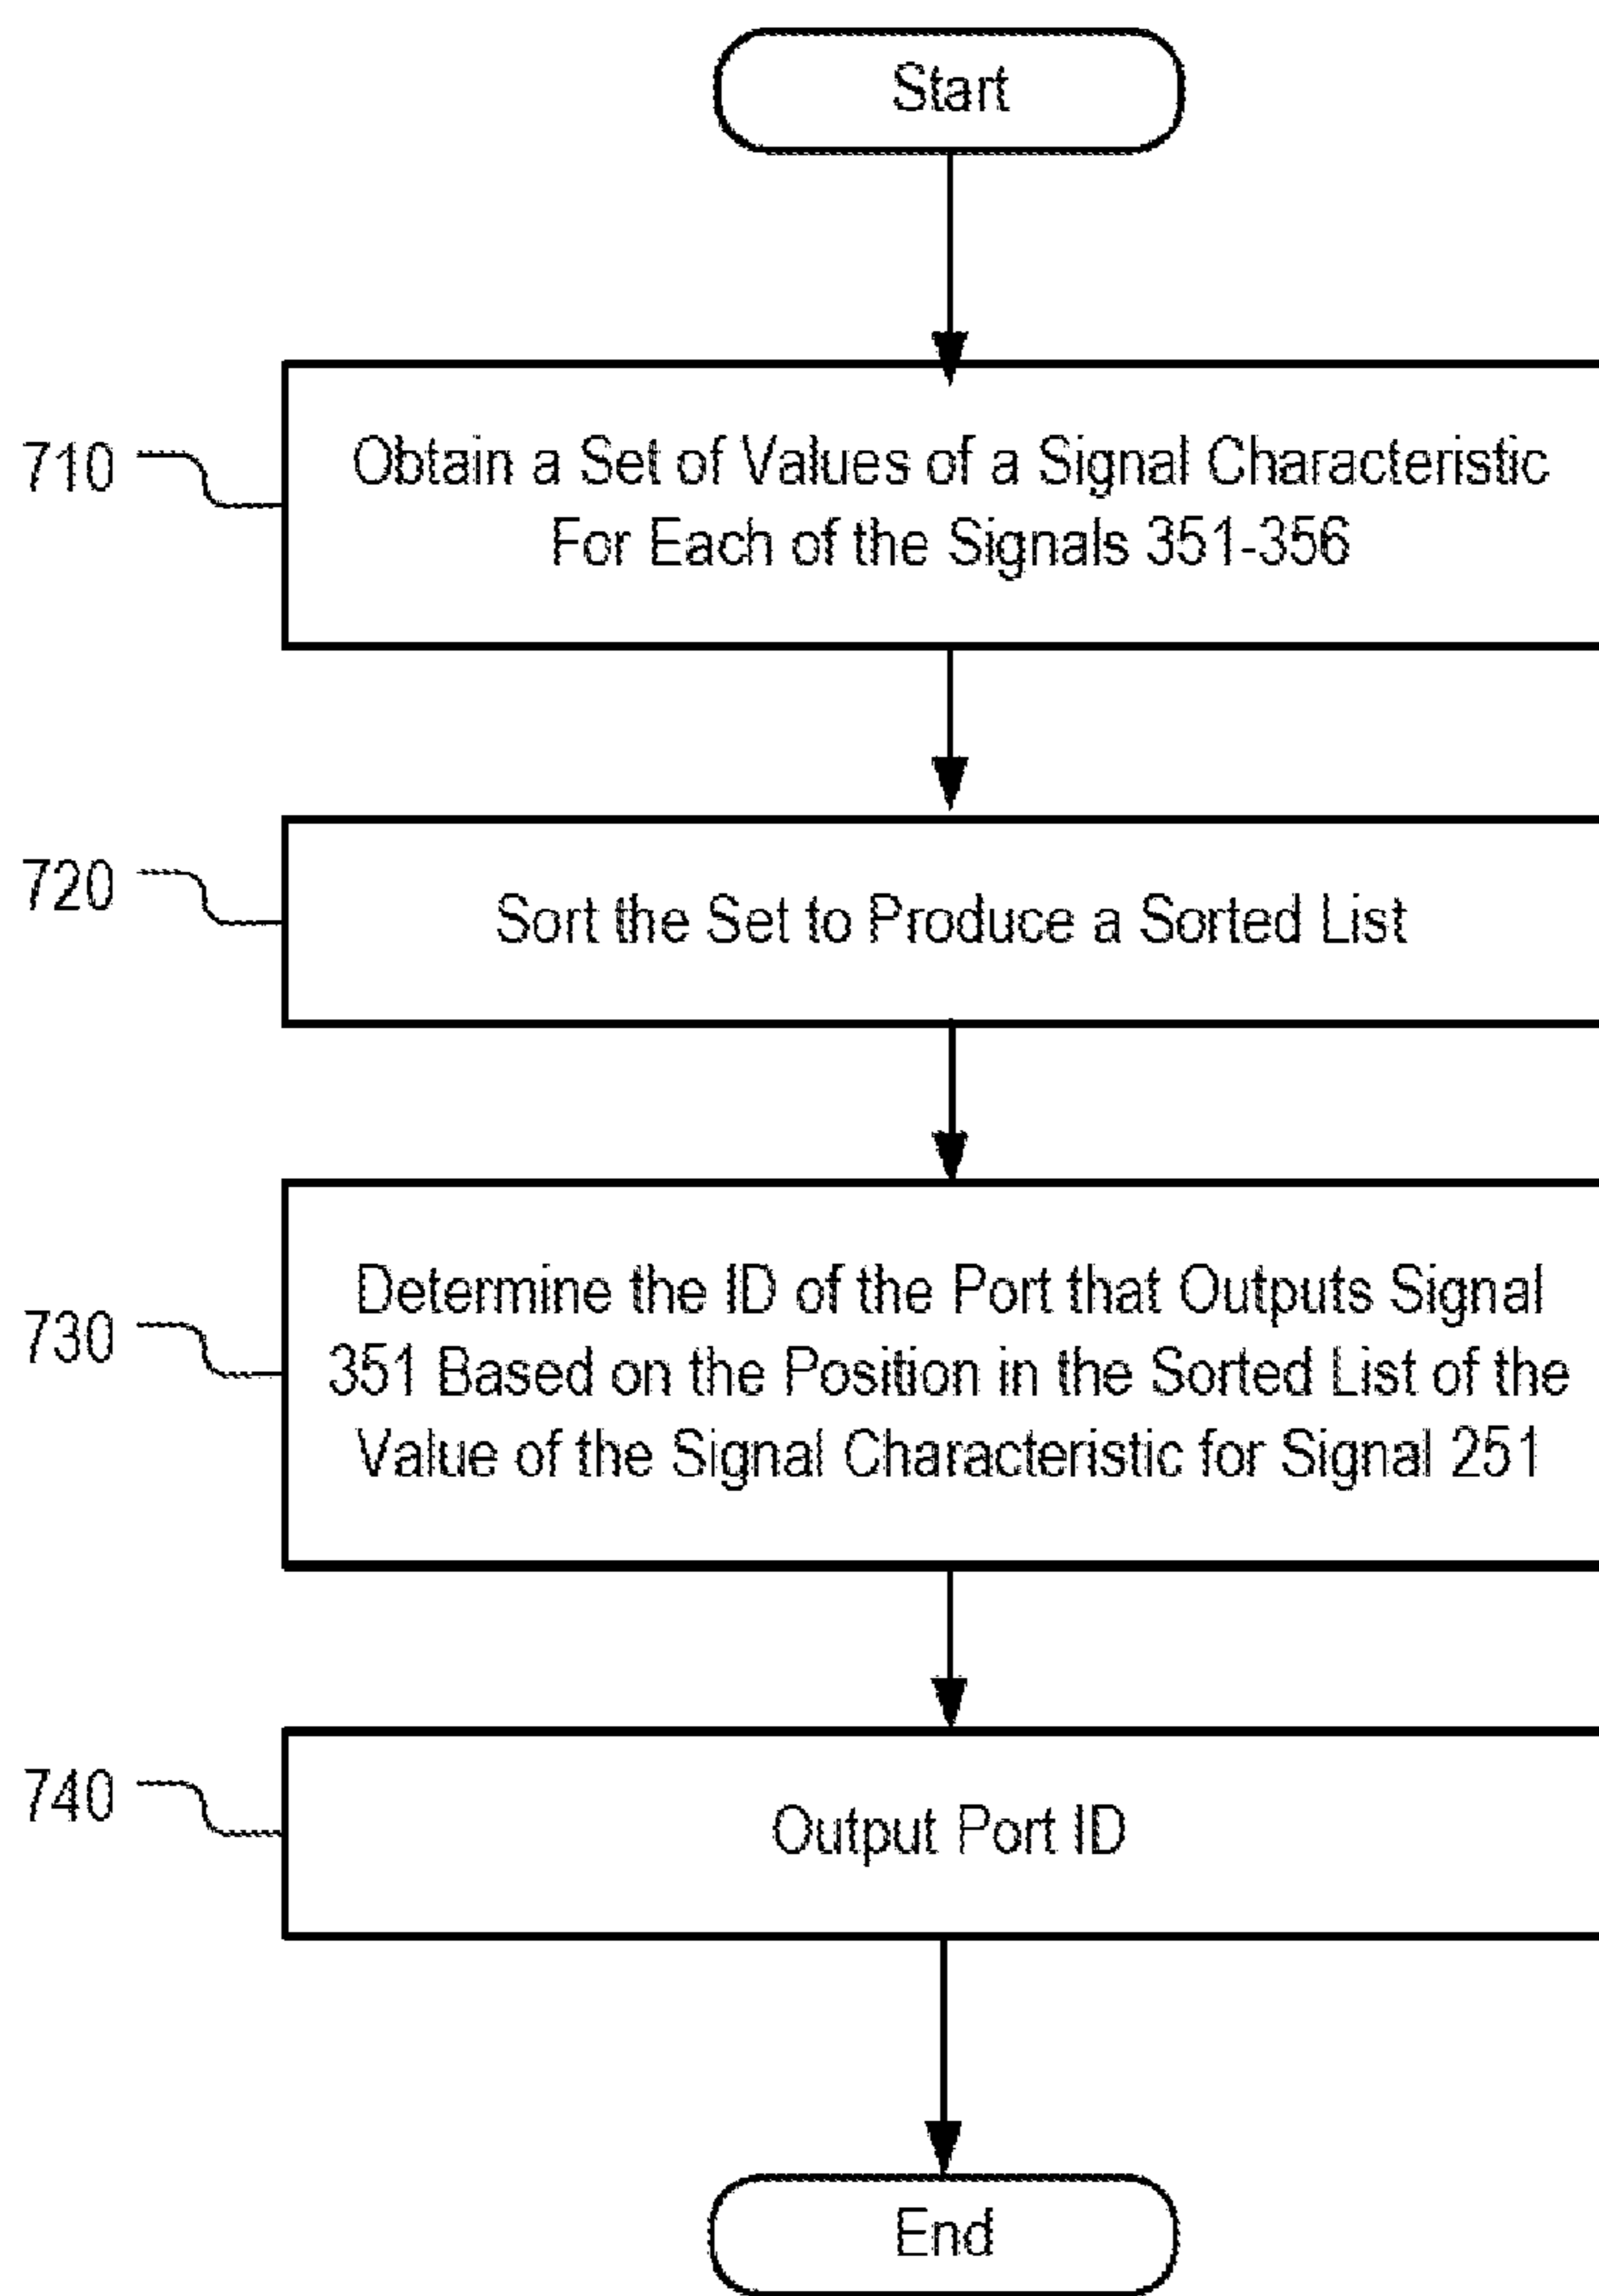 Start
710
Obtain a Set of Values of a Signal Characteristic
For Each of the Signals 351-356
720
Sort the Set to Produce a Sorted List
730
Determine the ID of the Port that Outputs Signal
351 Based on the Position in the Sorted List of the
Value of the Signal Characteristic for Signal 251
740
Output Port ID
End